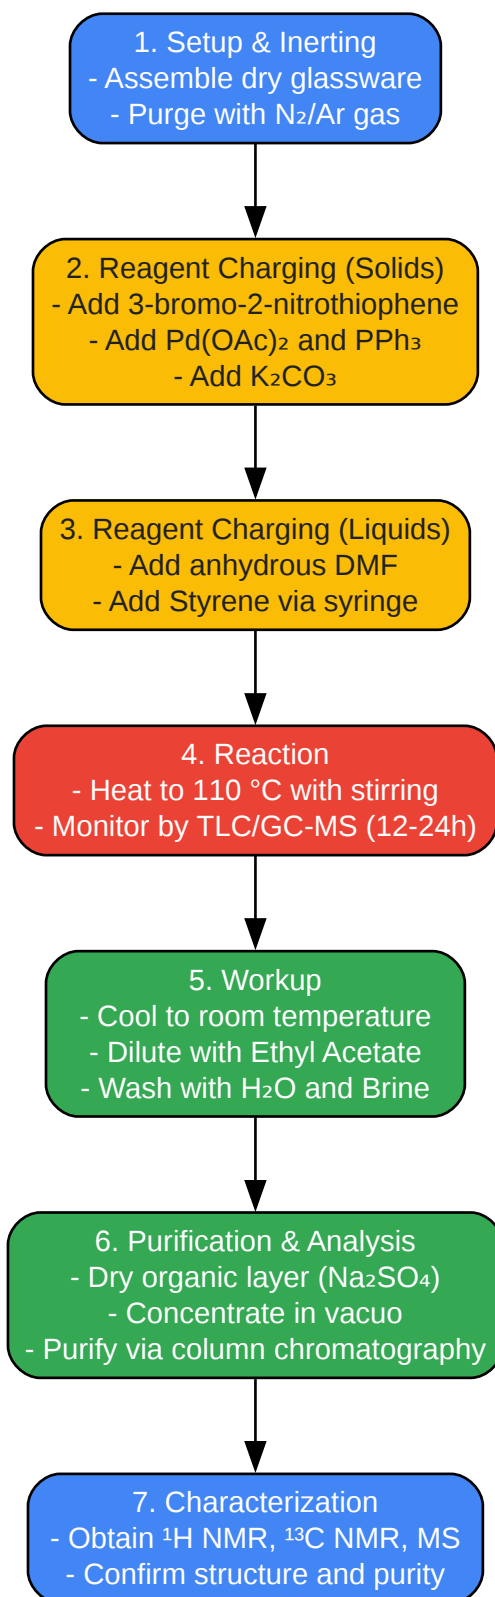 1. Setup & Inerting
- Assemble dry glassware
- Purge with N₂/Ar gas
2. Reagent Charging (Solids)
- Add 3-bromo-2-nitrothiophene
- Add Pd(OAc)₂ and PPh₃
- Add K₂CO₃
3. Reagent Charging (Liquids)
- Add anhydrous DMF
- Add Styrene via syringe
4. Reaction
- Heat to 110 °C with stirring
- Monitor by TLC/GC-MS (12-24h)
5. Workup
- Cool to room temperature
- Dilute with Ethyl Acetate
- Wash with H₂O and Brine
6. Purification & Analysis
- Dry organic layer (Na₂SO₄)
- Concentrate in vacuo
- Purify via column chromatography
7. Characterization
- Obtain ¹H NMR, ¹³C NMR, MS
- Confirm structure and purity